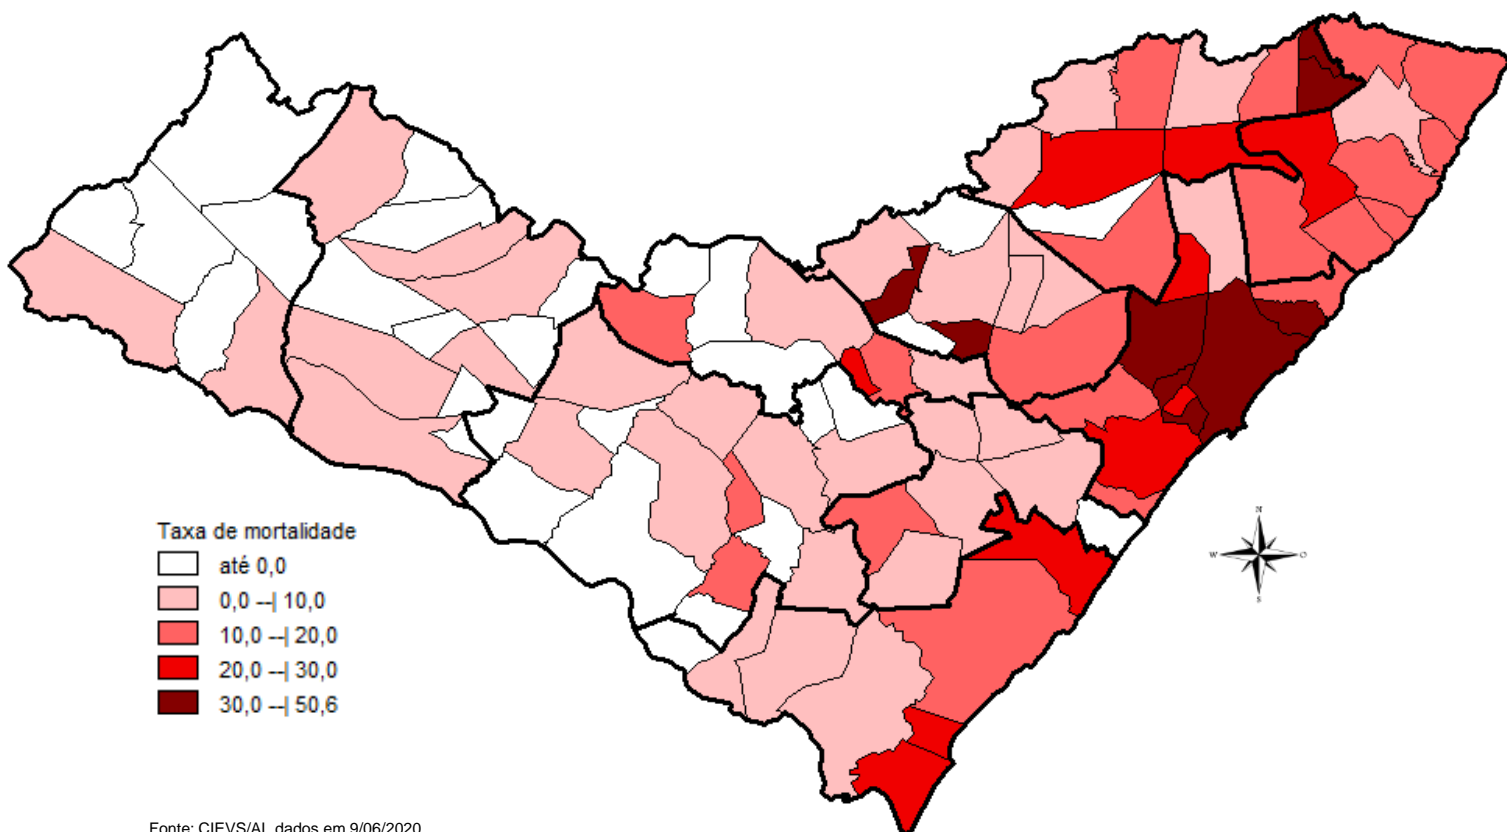 Taxa de mortalidade
até 0,0
0,0 --| 10,0
10,0 --| 20,0
20,0 --| 30,0
30,0 --| 50,6
N
W
O
S
Fonte: CIEVS/AL dados em 9/06/2020